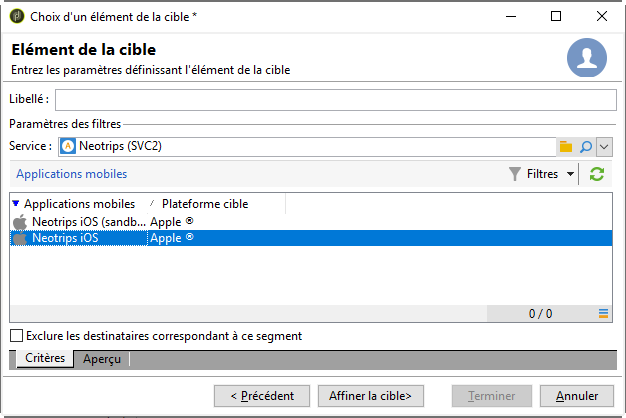 Choix d'un élément de la cible *
Elément de la cible
Entrez les paramètres définissant l'élément de la cible
Libellé :
Paramètres des filtres
Service : Neotrips (SVC2)
Applications mobiles Filtres
Applications mobiles Plateforme cible
Neotrips iOS (sandb... Apple ®
Neotrips iOS Apple ®
0 / 0
Exclure les destinataires correspondant à ce segment
Critères Aperçu
< Précédent Affiner la cible> Terminer Annuler